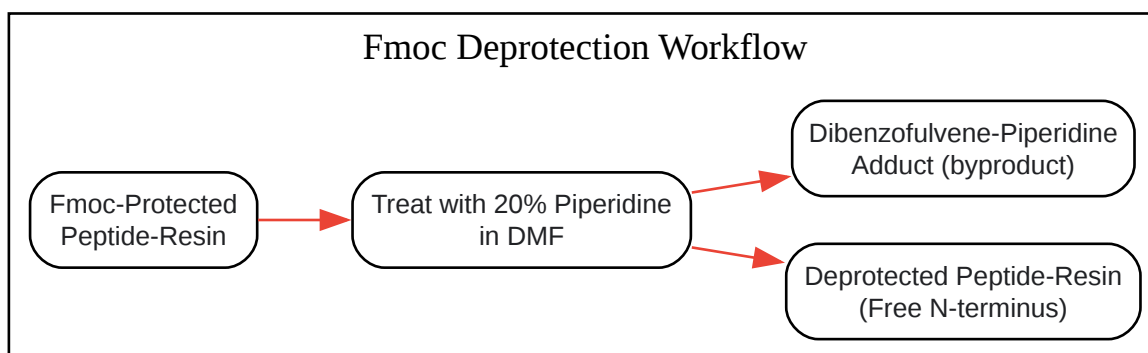 Fmoc Deprotection Workflow
Fmoc-Protected
Peptide-Resin
Treat with 20% Piperidine
in DMF
Dibenzofulvene-Piperidine
Adduct (byproduct)
Deprotected Peptide-Resin
(Free N-terminus)